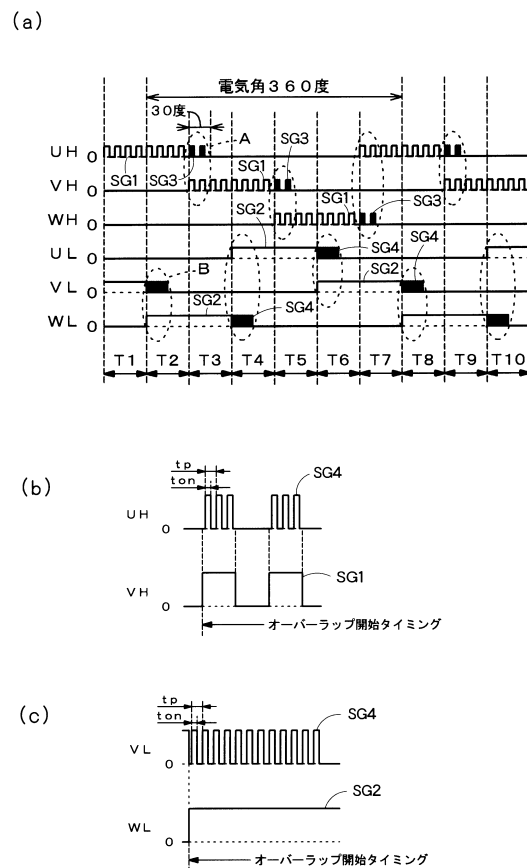 (a)
電気角360度
30度
A
UH 0
SG1
SG3
SG1
SG3
VH 0
SG1
SG3
WH 0
SG2
UL 0
SG4
SG4
B
SG2
VL 0
SG2
SG4
WL 0
T1 T2 T3 T4 T5 T6 T7 T8 T9 T10
(b)
tp
ton
SG4
UH 0
SG1
VH 0
オーバーラップ開始タイミング
(c)
tp
ton
SG4
VL 0
SG2
WL 0
オーバーラップ開始タイミング